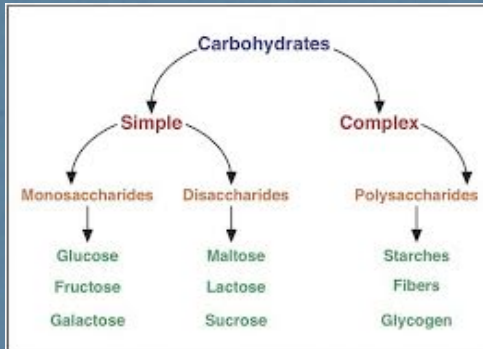 Carbohydrates
Simple Complex
Monosaccharides Disaccharides Polysaccharides
Glucose Maltose Starches
Fructose Lactose Fibers
Galactose Sucrose Glycogen